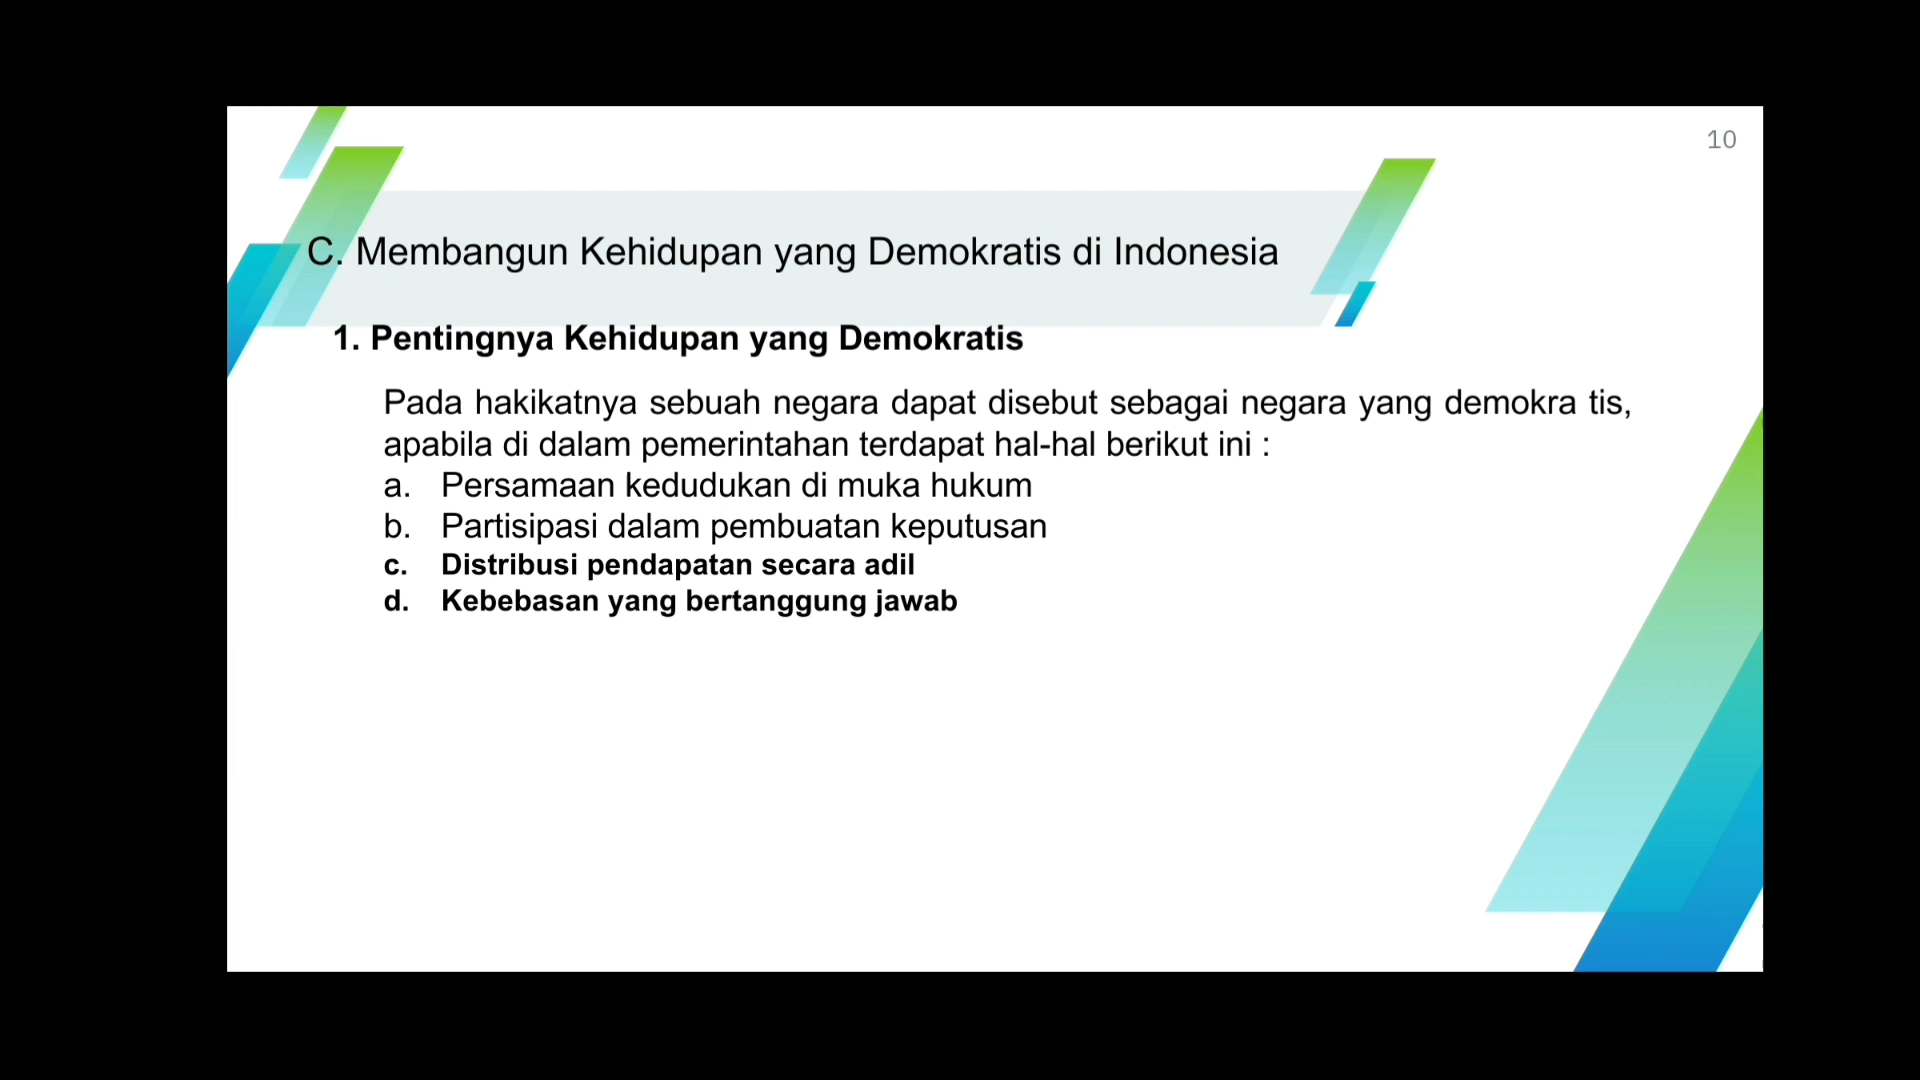 10
C. Membangun Kehidupan yang Demokratis di Indonesia
1. Pentingnya Kehidupan yang Demokratis
Pada hakikatnya sebuah negara dapat disebut sebagai negara yang demokra tis,
apabila di dalam pemerintahan terdapat hal-hal berikut ini :
a. Persamaan kedudukan di muka hukum
b. Partisipasi dalam pembuatan keputusan
c. Distribusi pendapatan secara adil
d. Kebebasan yang bertanggung jawab